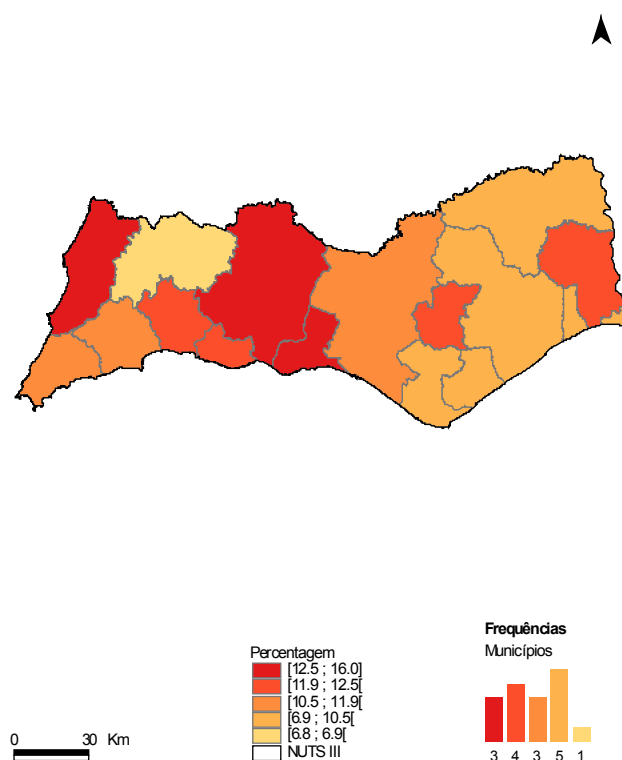 Frequências
Municípios
Percentagem
[12.5 ; 16.0]
[11.9 ; 12.5[
[10.5 ; 11.9[
[6.9 ; 10.5[
[6.8 ; 6.9[
NUTS III
0 30 Km
3 4 3 5 1